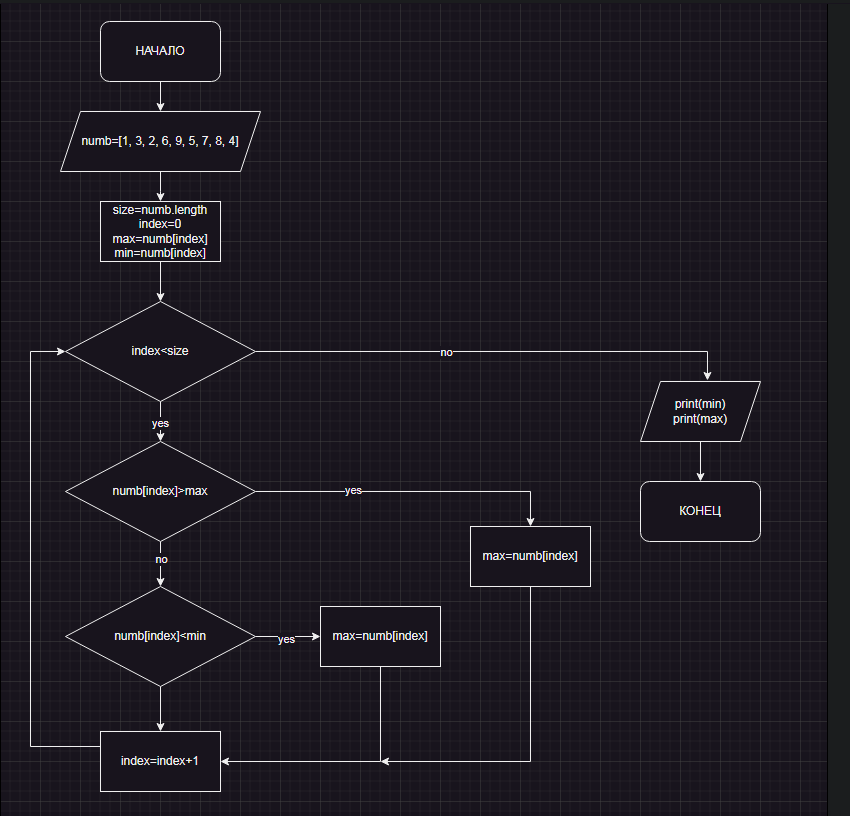 НАЧАЛО
numb=[1, 3, 2, 6, 9, 5, 7, 8, 4]
size=numb.length
index=0
max=numb[index]
min=numb[index]
index<size
no
print(min)
print(max)
yes
КОНЕЦ
numb[index]>max
yes
max=numb[index]
no
numb[index]<min
yes
max=numb[index]
index=index+1